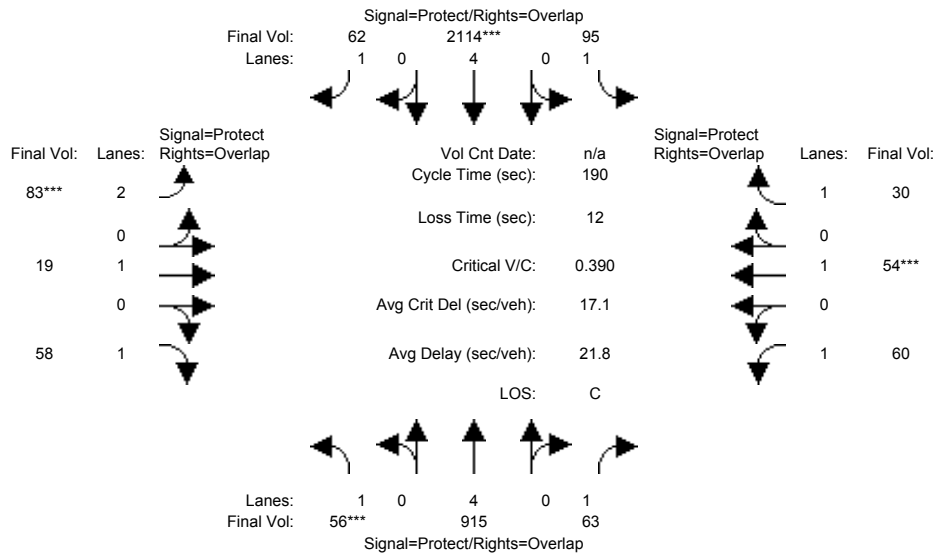 Signal=Protect/Rights=Overlap
Final Vol: 62 2114*** 95
Lanes: 1 0 4 0 1
Signal=Protect Signal=Protect
Final Vol: Lanes: Rights=Overlap Vol Cnt Date: n/a Rights=Overlap Lanes: Final Vol:
Cycle Time (sec): 190
83*** 2 1 30
Loss Time (sec): 12
0 0
19 1 Critical V/C: 0.390 1 54***
0 Avg Crit Del (sec/veh): 17.1 0
58 1 Avg Delay (sec/veh): 21.8 1 60
LOS: C
Lanes: 1 0 4 0 1
Final Vol: 56*** 915 63
Signal=Protect/Rights=Overlap